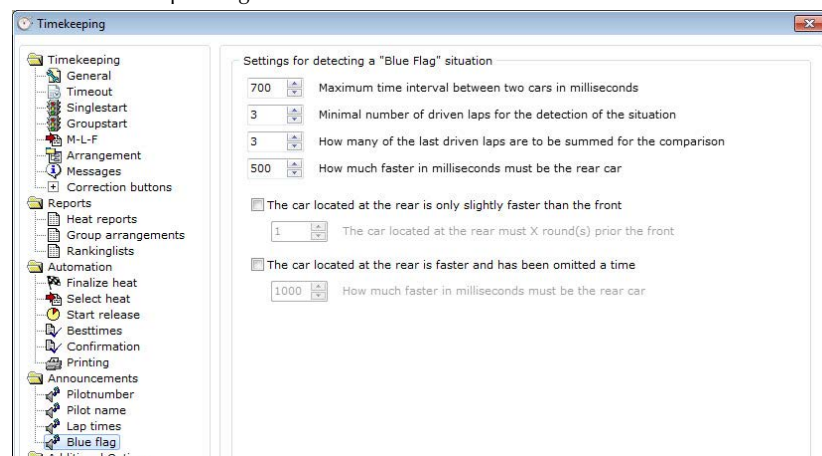 Timekeeping
Timekeeping
General
Timeout
Singlestart
Groupstart
M-L-F
Arrangement
Messages
Correction buttons
Reports
Heat reports
Group arrangements
Rankinglists
Automation
Finalize heat
Select heat
Start release
Besttimes
Confirmation
Printing
Announcements
Pilotnumber
Pilot name
Lap times
Blue flag
Settings for detecting a "Blue Flag" situation
700 Maximum time interval between two cars in milliseconds
3 Minimal number of driven laps for the detection of the situation
3 How many of the last driven laps are to be summed for the comparison
500 How much faster in milliseconds must be the rear car
The car located at the rear is only slightly faster than the front
1 The car located at the rear must X round(s) prior the front
The car located at the rear is faster and has been omitted a time
1000 How much faster in milliseconds must be the rear car